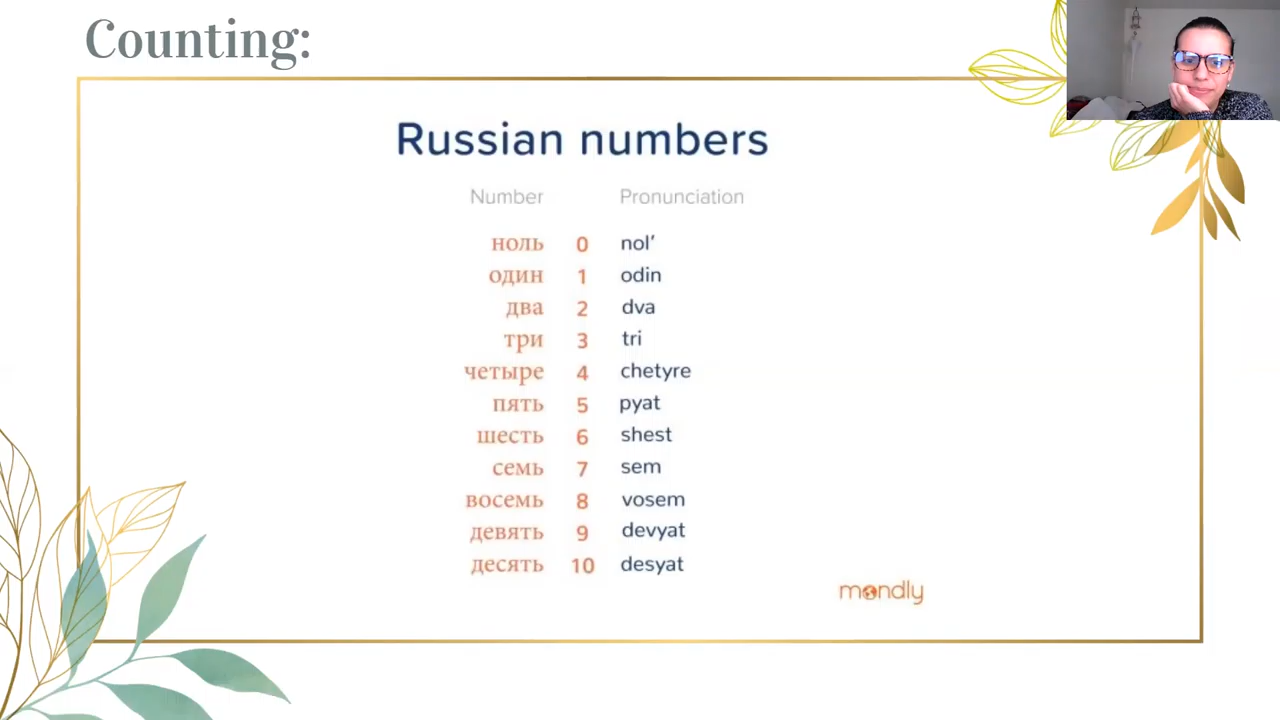 Counting:
Russian numbers
Number Pronunciation
ноль 0 nol’
один 1 odin
два 2 dva
три 3 tri
четыре 4 chetyre
пять 5 pyat
шесть 6 shest
семь 7 sem
восемь 8 vosem
девять 9 devyat
десять 10 desyat
mondly